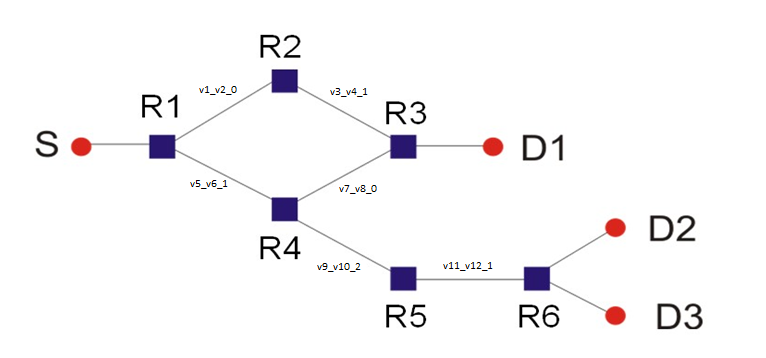 R2
v1_v2_0
v3_v4_1
R1
R3
S
D1
v5_v6_1
v7_v8_0
R4
D2
v9_v10_2
v11_v12_1
R5
R6
D3